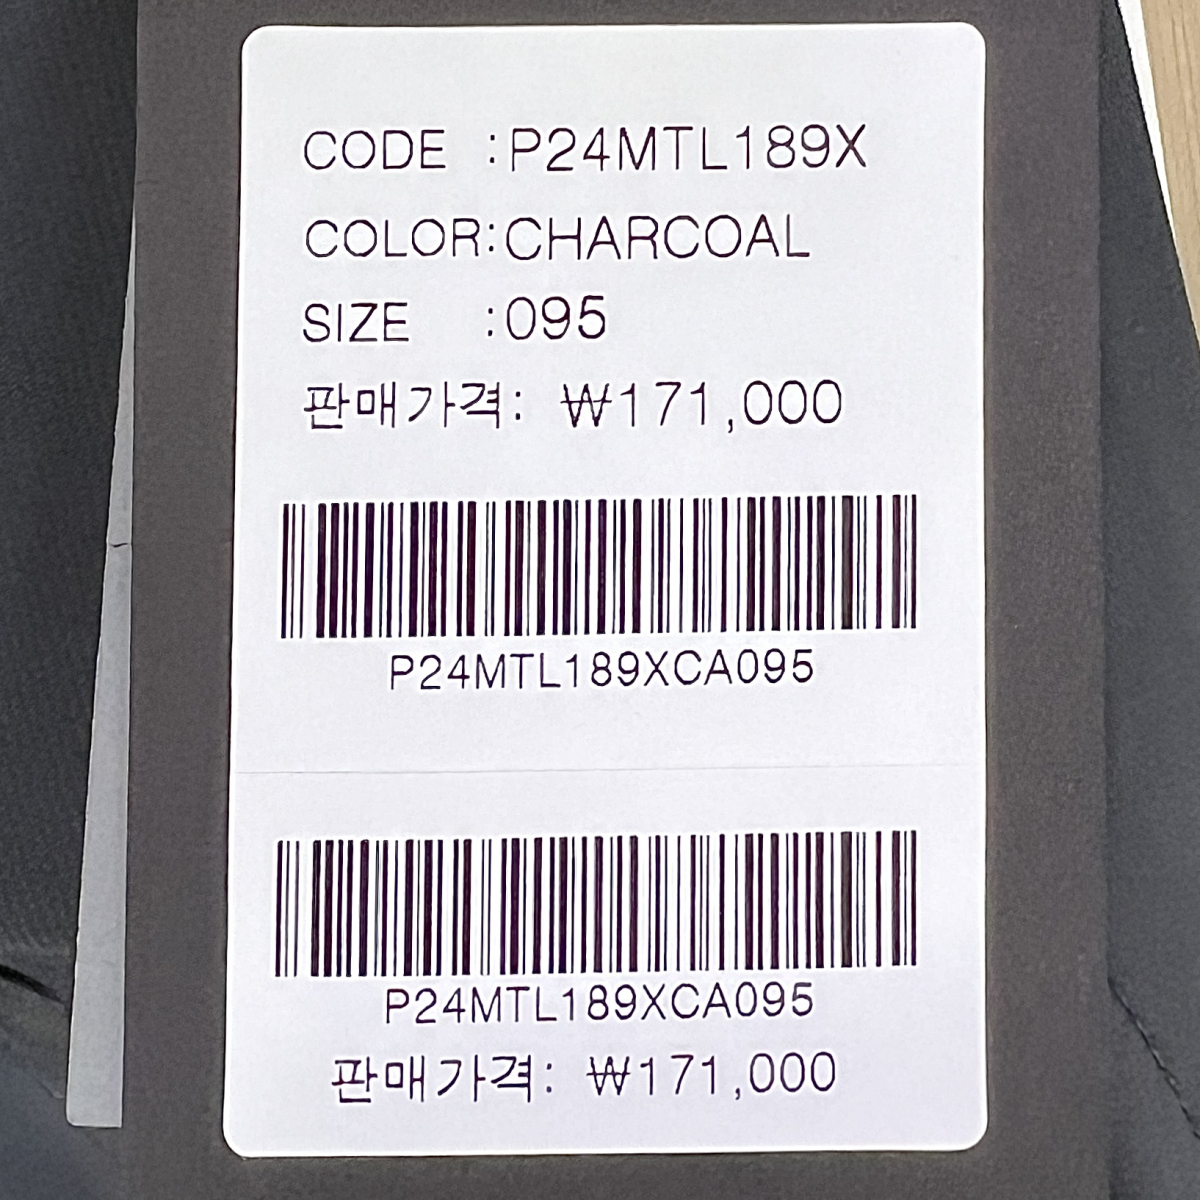 CODE :P24MTL189X
COLOR:CHARCOAL
SIZE :095
판매가격: ₩171,000
P24MTL189XCA095
P24MTL189XCA095
판매가격: ₩171,000